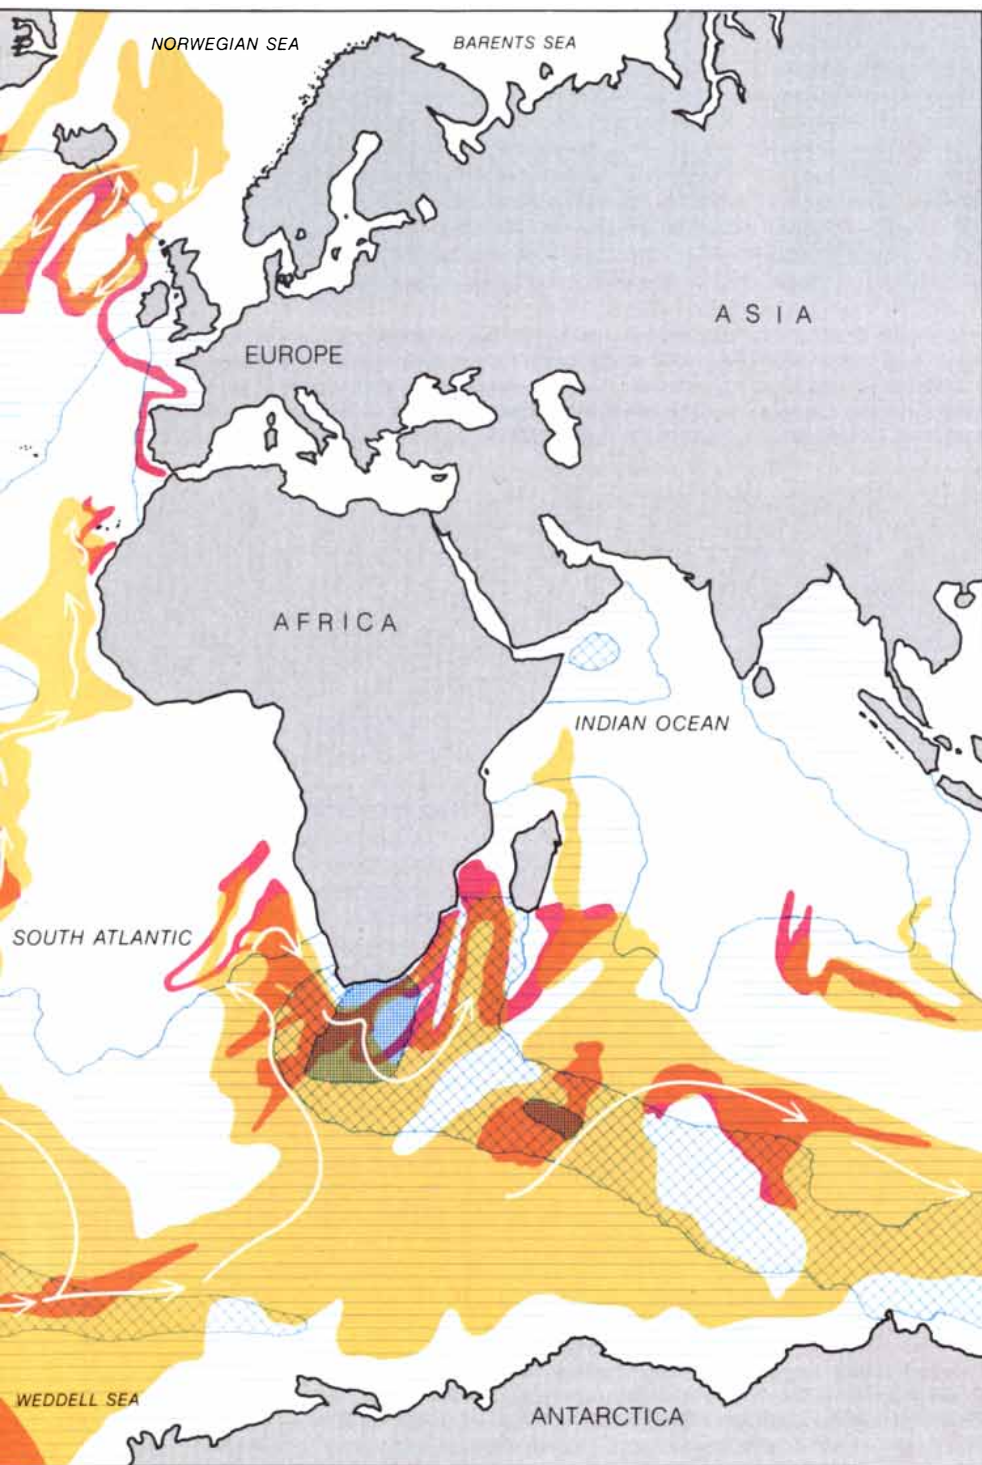 NORWEGIAN SEA
BARENTS SEA
ASIA
EUROPE
AFRICA
INDIAN OCEAN
SOUTH ATLANTIC
WEDDELL SEA
ANTARCTICA